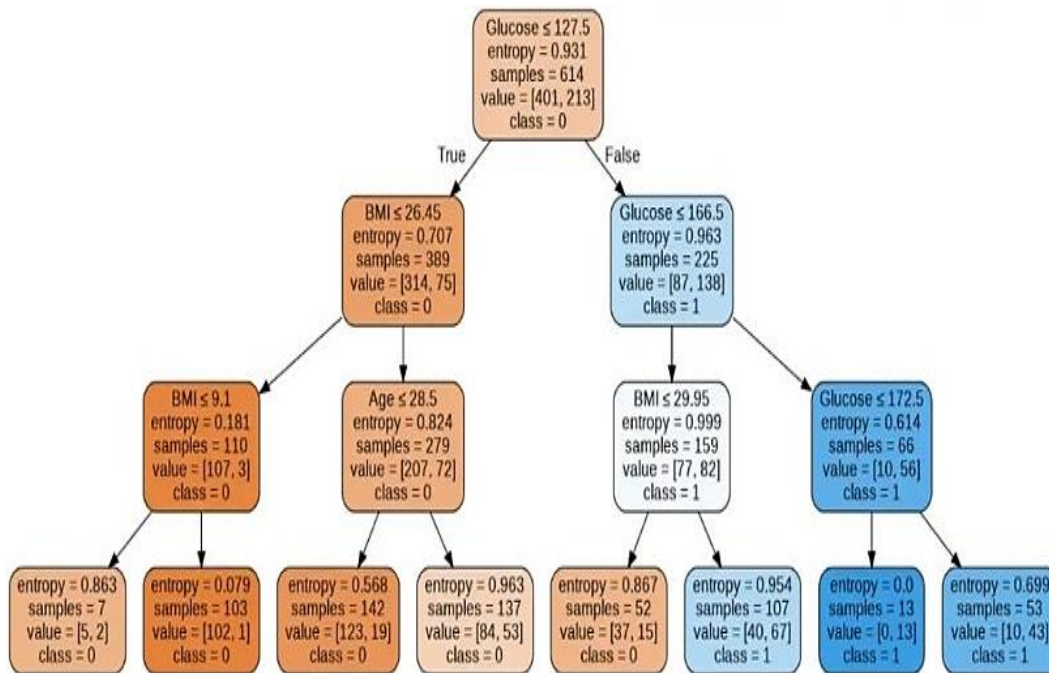 Glucose ≤ 127.5
entropy = 0.931
samples = 614
value = [401, 213]
class = 0
True
False
BMI ≤ 26.45
entropy = 0.707
samples = 389
value = [314, 75]
class = 0
Glucose ≤ 166.5
entropy = 0.963
samples = 225
value = [87, 138]
class = 1
BMI ≤ 9.1
entropy = 0.181
samples = 110
value = [107, 3]
class = 0
Age ≤ 28.5
entropy = 0.824
samples = 279
value = [207, 72]
class = 0
BMI ≤ 29.95
entropy = 0.999
samples = 159
value = [77, 82]
class = 1
Glucose ≤ 172.5
entropy = 0.614
samples = 66
value = [10, 56]
class = 1
entropy = 0.863
samples = 7
value = [5, 2]
class = 0
entropy = 0.079
samples = 103
value = [102, 1]
class = 0
entropy = 0.568
samples = 142
value = [123, 19]
class = 0
entropy = 0.963
samples = 137
value = [84, 53]
class = 0
entropy = 0.867
samples = 52
value = [37, 15]
class = 0
entropy = 0.954
samples = 107
value = [40, 67]
class = 1
entropy = 0.0
samples = 13
value = [0, 13]
class = 1
entropy = 0.699
samples = 53
value = [10, 43]
class = 1